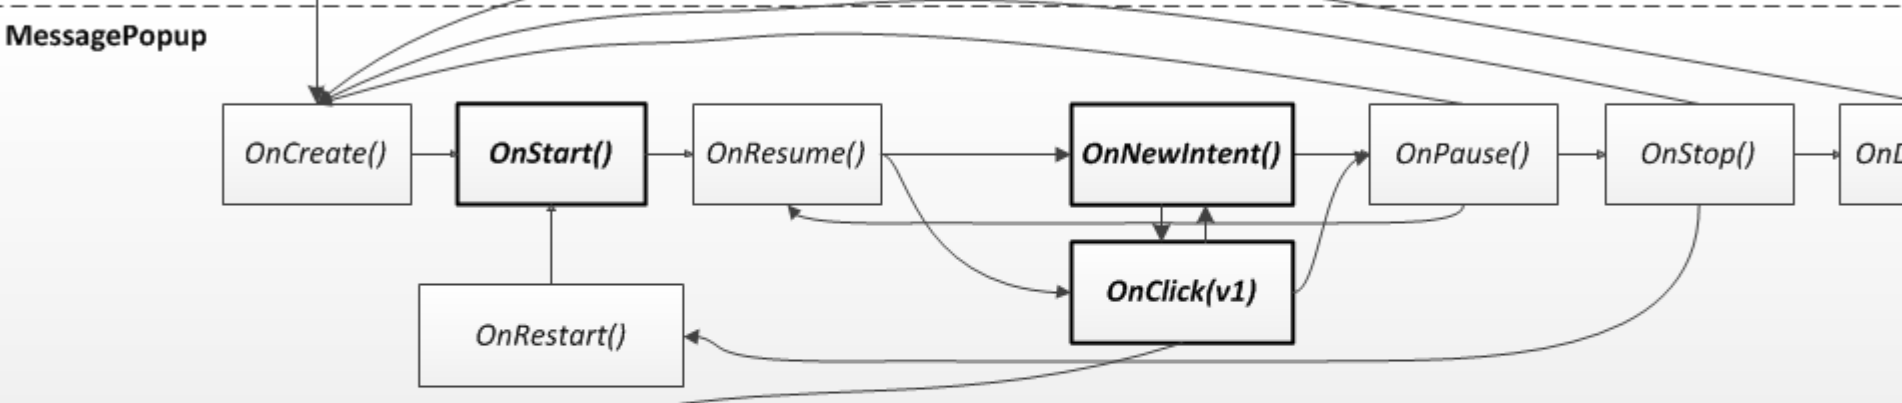 MessagePopup
OnCreate()
OnStart()
OnResume()
OnNewIntent()
OnPause()
OnStop()
OnClick(v1)
OnRestart()